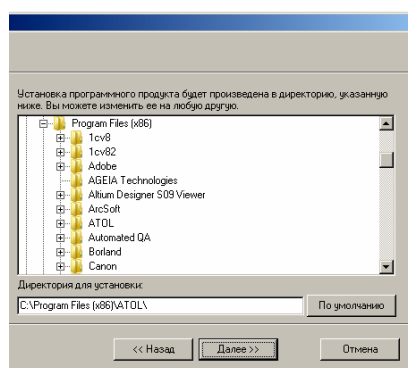 Установка программного продукта будет произведена в директорию, указанную
ниже. Вы можете изменить ее на любую другую.
Program Files (x86)
1cv8
1cv82
Adobe
AGEIA Technologies
Altium Designer S09 Viewer
ArcSoft
ATOL
Automated QA
Borland
Canon
Директория для установки:
C:\Program Files (x86)\ATOL\
По умолчанию
<< Назад
Далее >>
Отмена